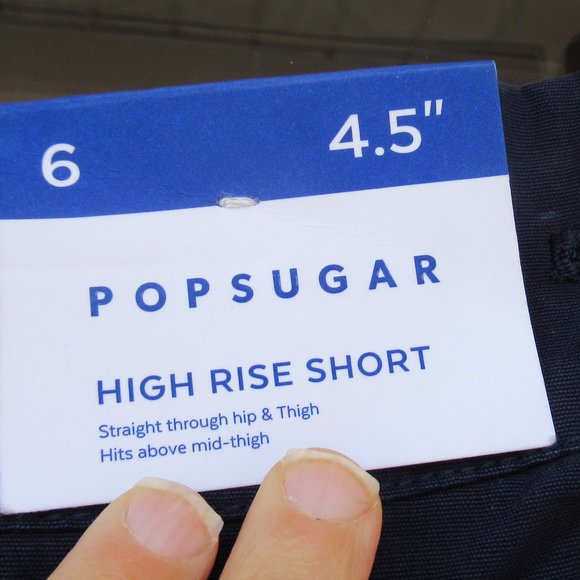 6 4.5"
POPSUGAR
HIGH RISE SHORT
Straight through hip & Thigh
Hits above mid-thigh